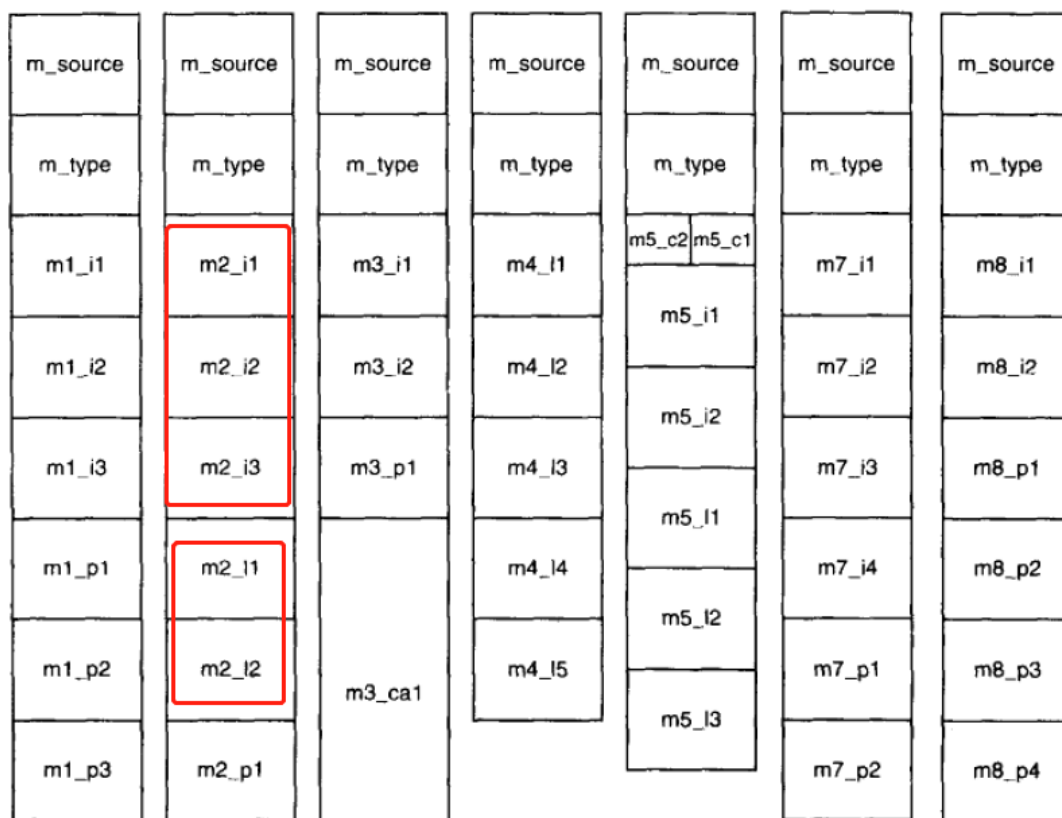 m_source m_source m_source m_source m_source m_source m_source
m_type m_type m_type m_type m_type m_type m_type
m5_c2 m5_c1
m1_i1 m2_i1 m3_i1 m4_l1 m7_i1 m8_i1
m5_i1
m1_i2 m2_i2 m3_i2 m4_l2 m7_i2 m8_i2
m5_i2
m1_i3 m2_i3 m3_p1 m4_l3 m7_i3 m8_p1
m5_l1
m1_p1 m2_l1 m4_l4 m7_i4 m8_p2
m5_l2
m1_p2 m2_l2 m4_l5 m7_p1 m8_p3
m3_ca1
m5_l3
m1_p3 m2_p1 m7_p2 m8_p4